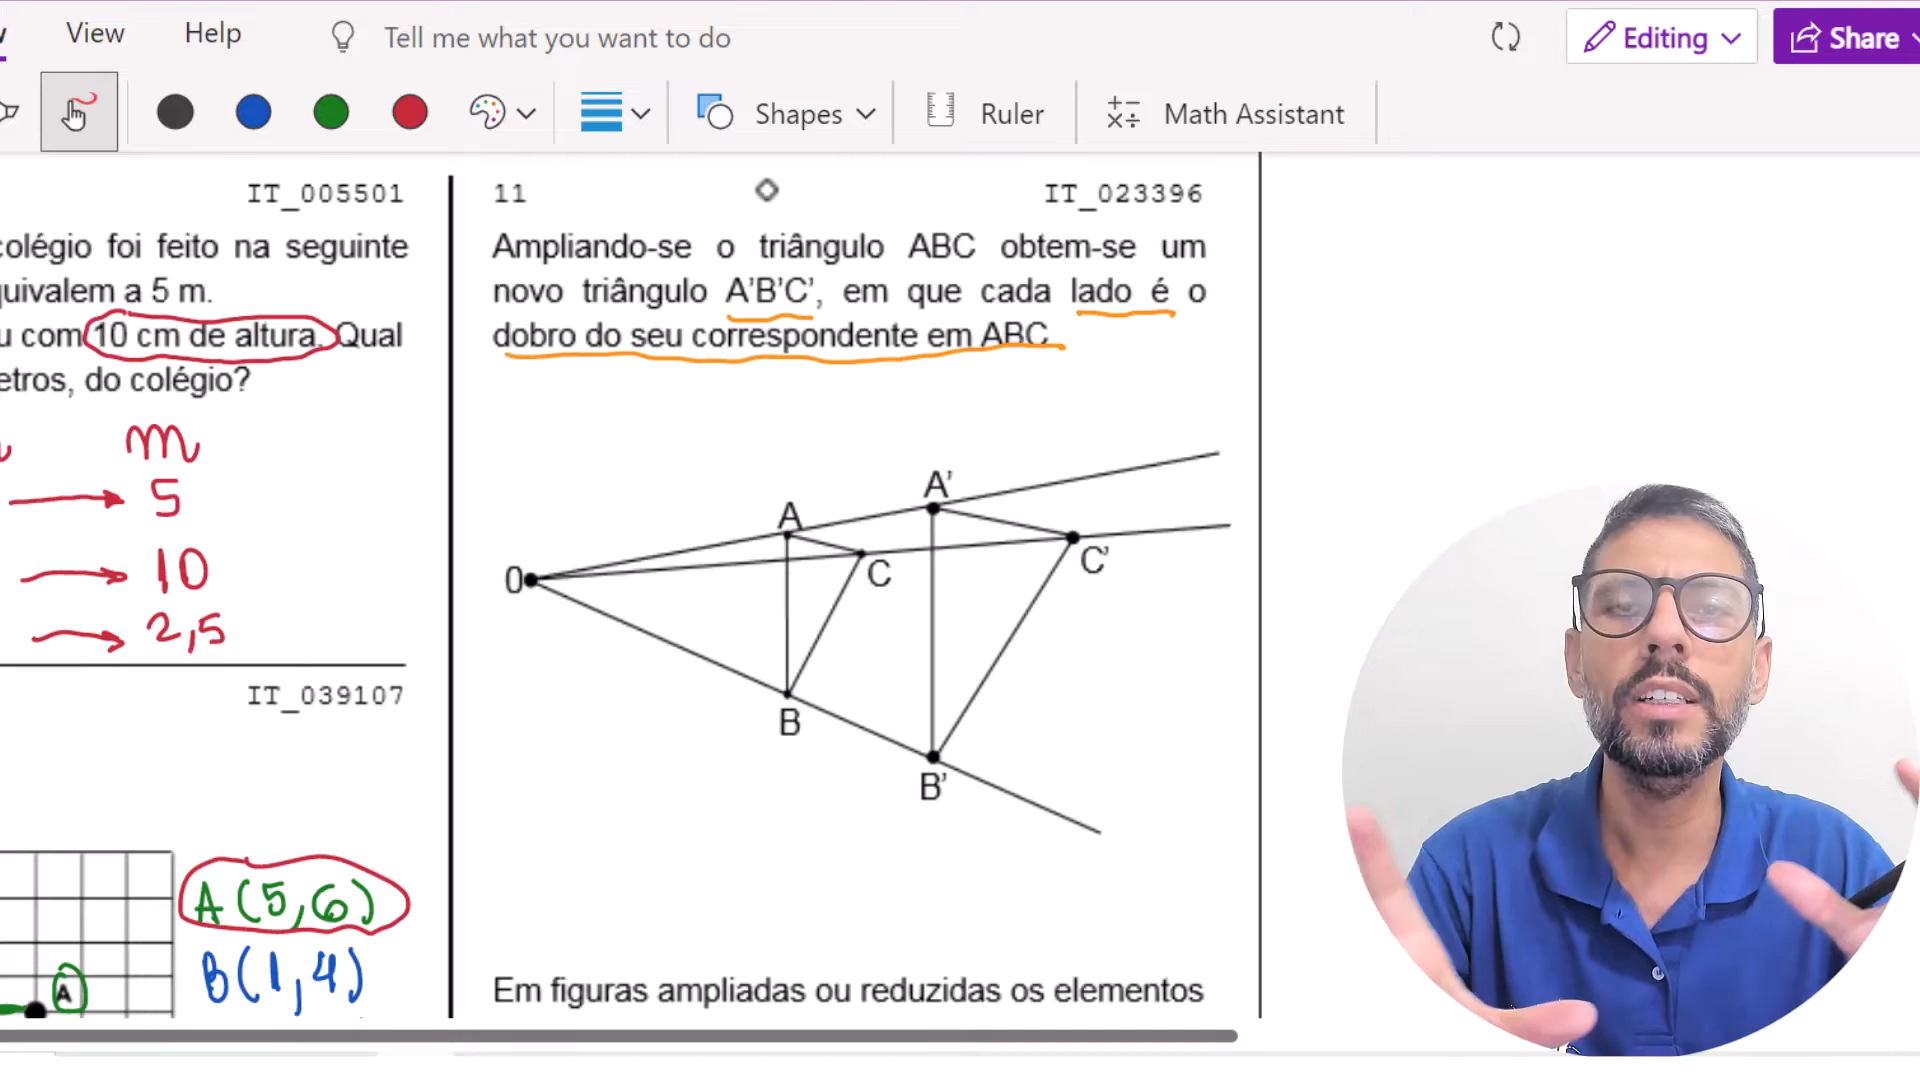 View Help Tell me what you want to do Editing Share
Shapes Ruler Math Assistant
IT_005501
colégio foi feito na seguinte
quivalem a 5 m.
u com 10 cm de altura. Qual
etros, do colégio?
m
5
10
2,5
IT_039107
A (5,6)
B(1,4)
A
11 IT_023396
Ampliando-se o triângulo ABC obtem-se um
novo triângulo A'B'C', em que cada lado é o
dobro do seu correspondente em ABC.
A'
A
0
C
C'
B
B'
Em figuras ampliadas ou reduzidas os elementos